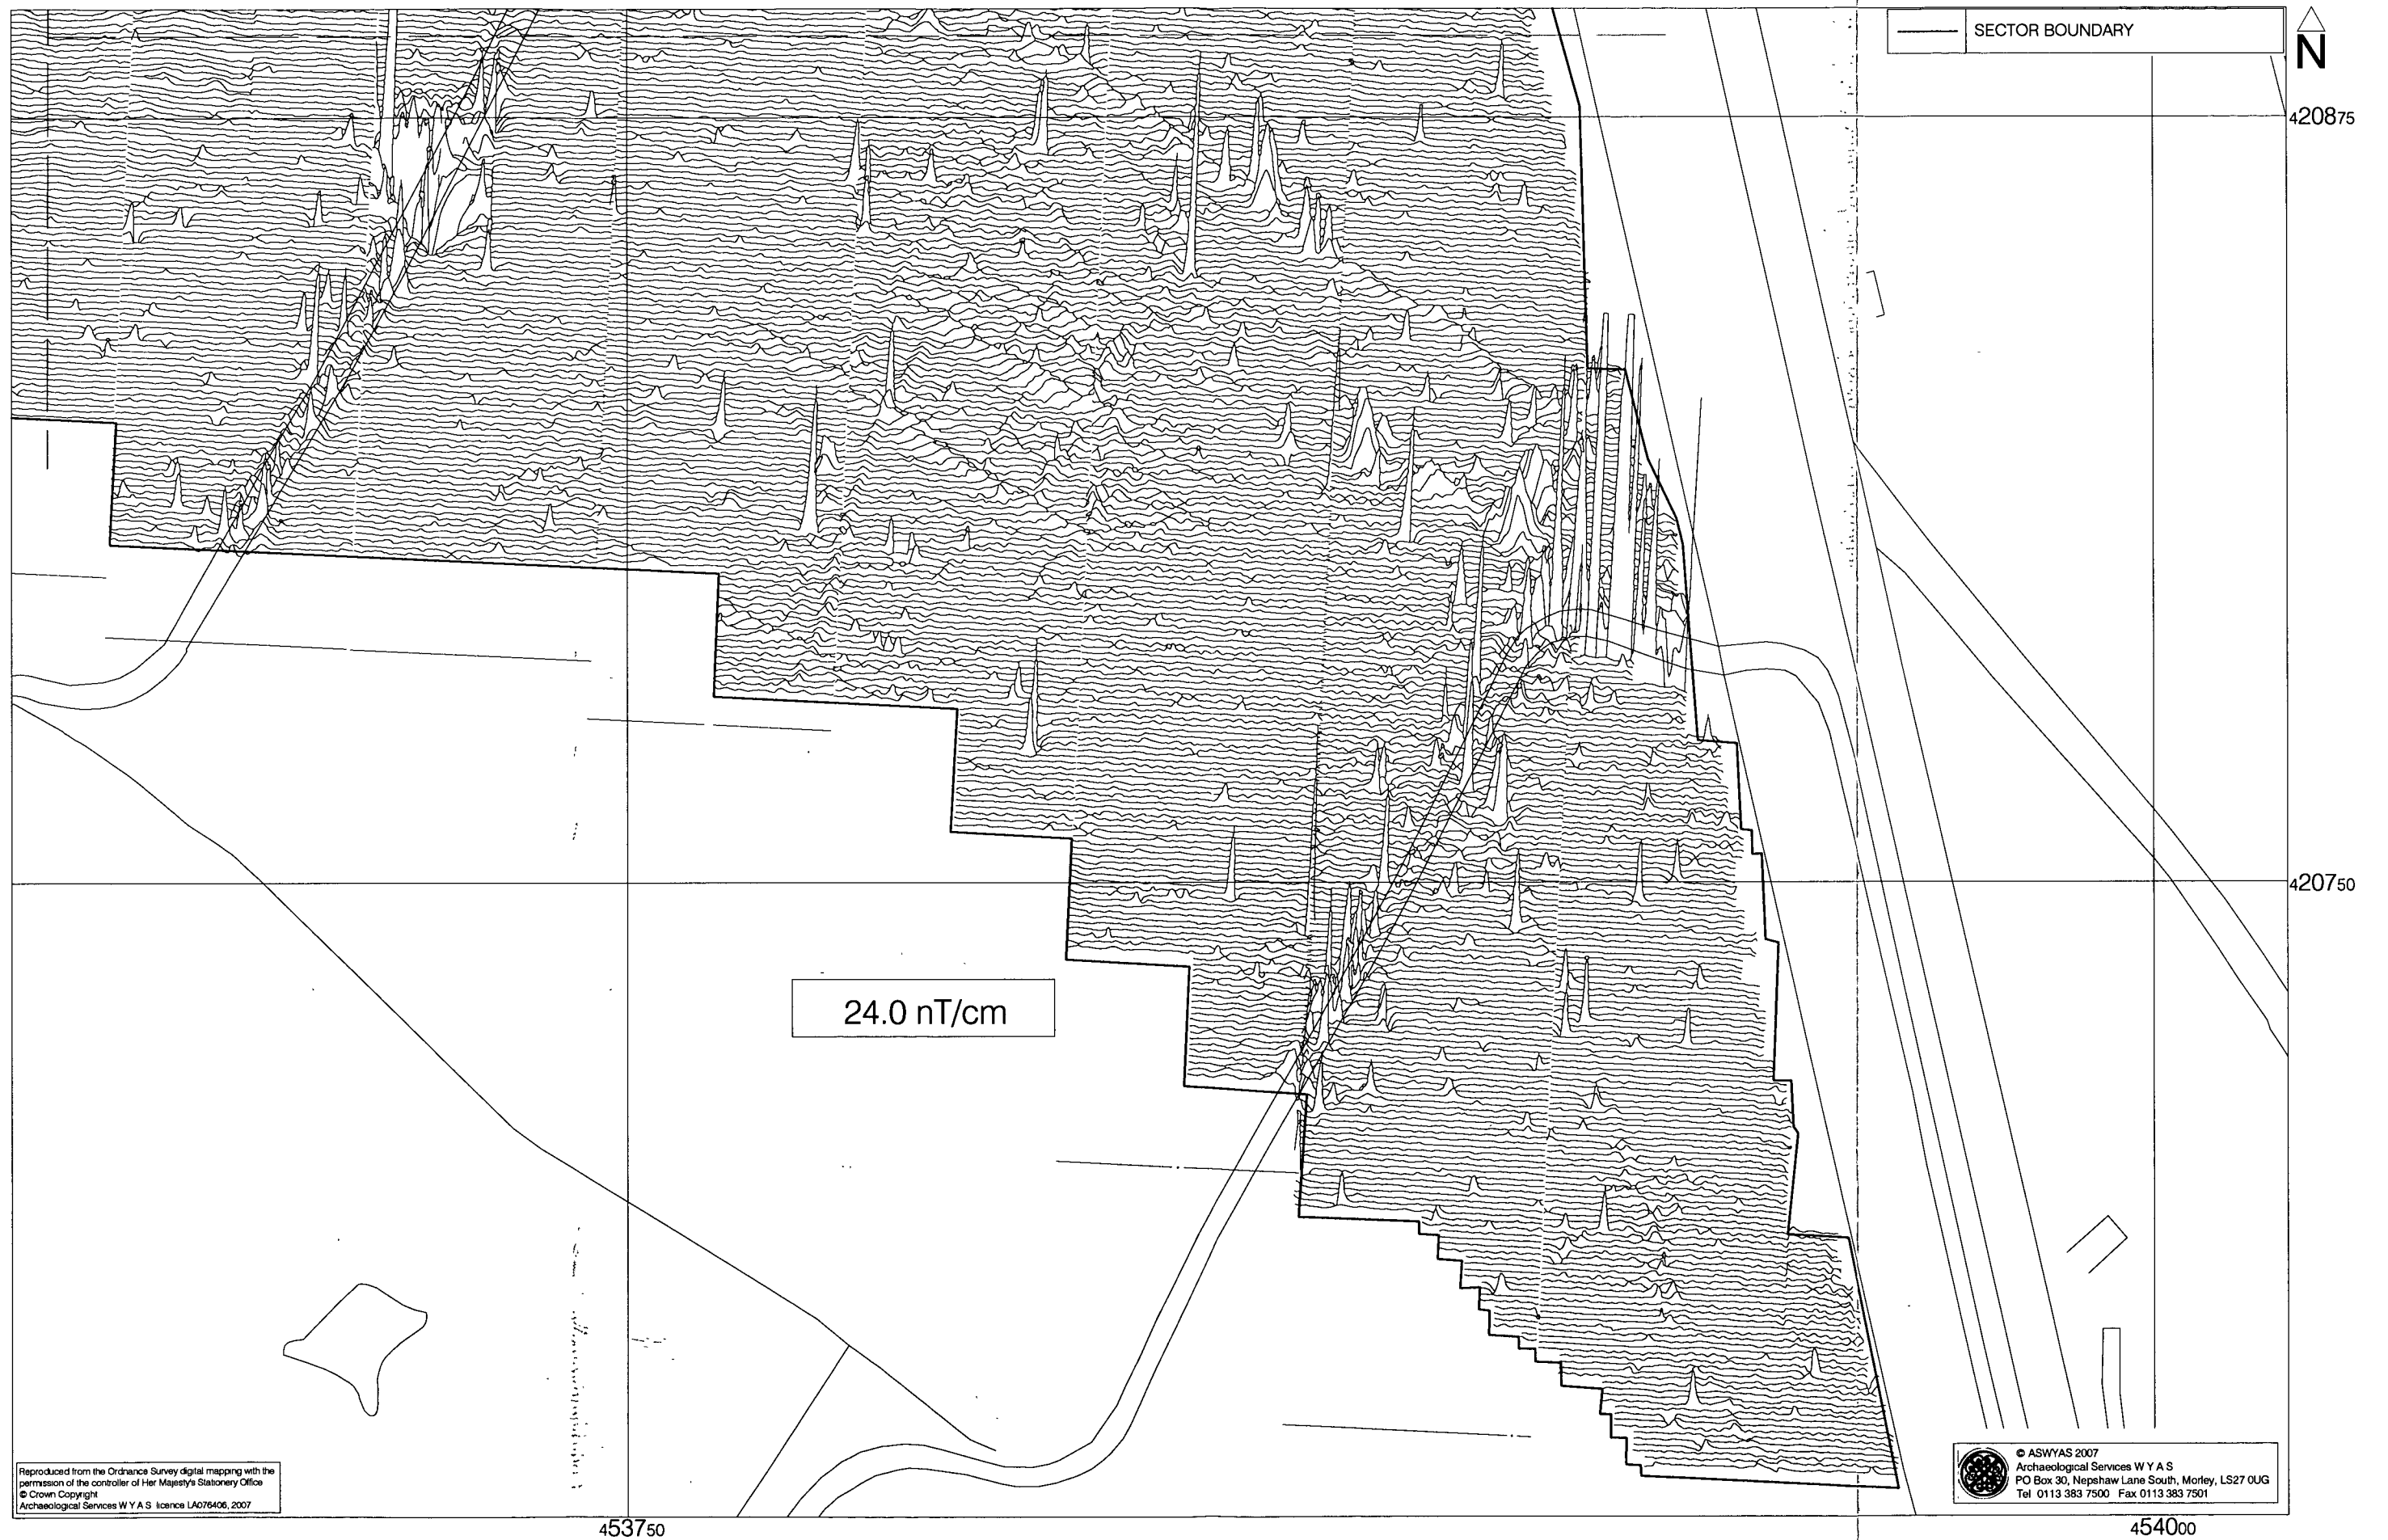 SECTOR BOUNDARY
N
420875
420750
24.0 nT/cm
Reproduced from the Ordnance Survey digital mapping with the
permission of the controller of Her Majesty's Stationery Office
© Crown Copyright
Archaeological Services W Y A S licence LA076406, 2007
© ASWYAS 2007
Archaeological Services W Y A S
PO Box 30, Nepshaw Lane South, Morley, LS27 0UG
Tel 0113 383 7500 Fax 0113 383 7501
453750
454000